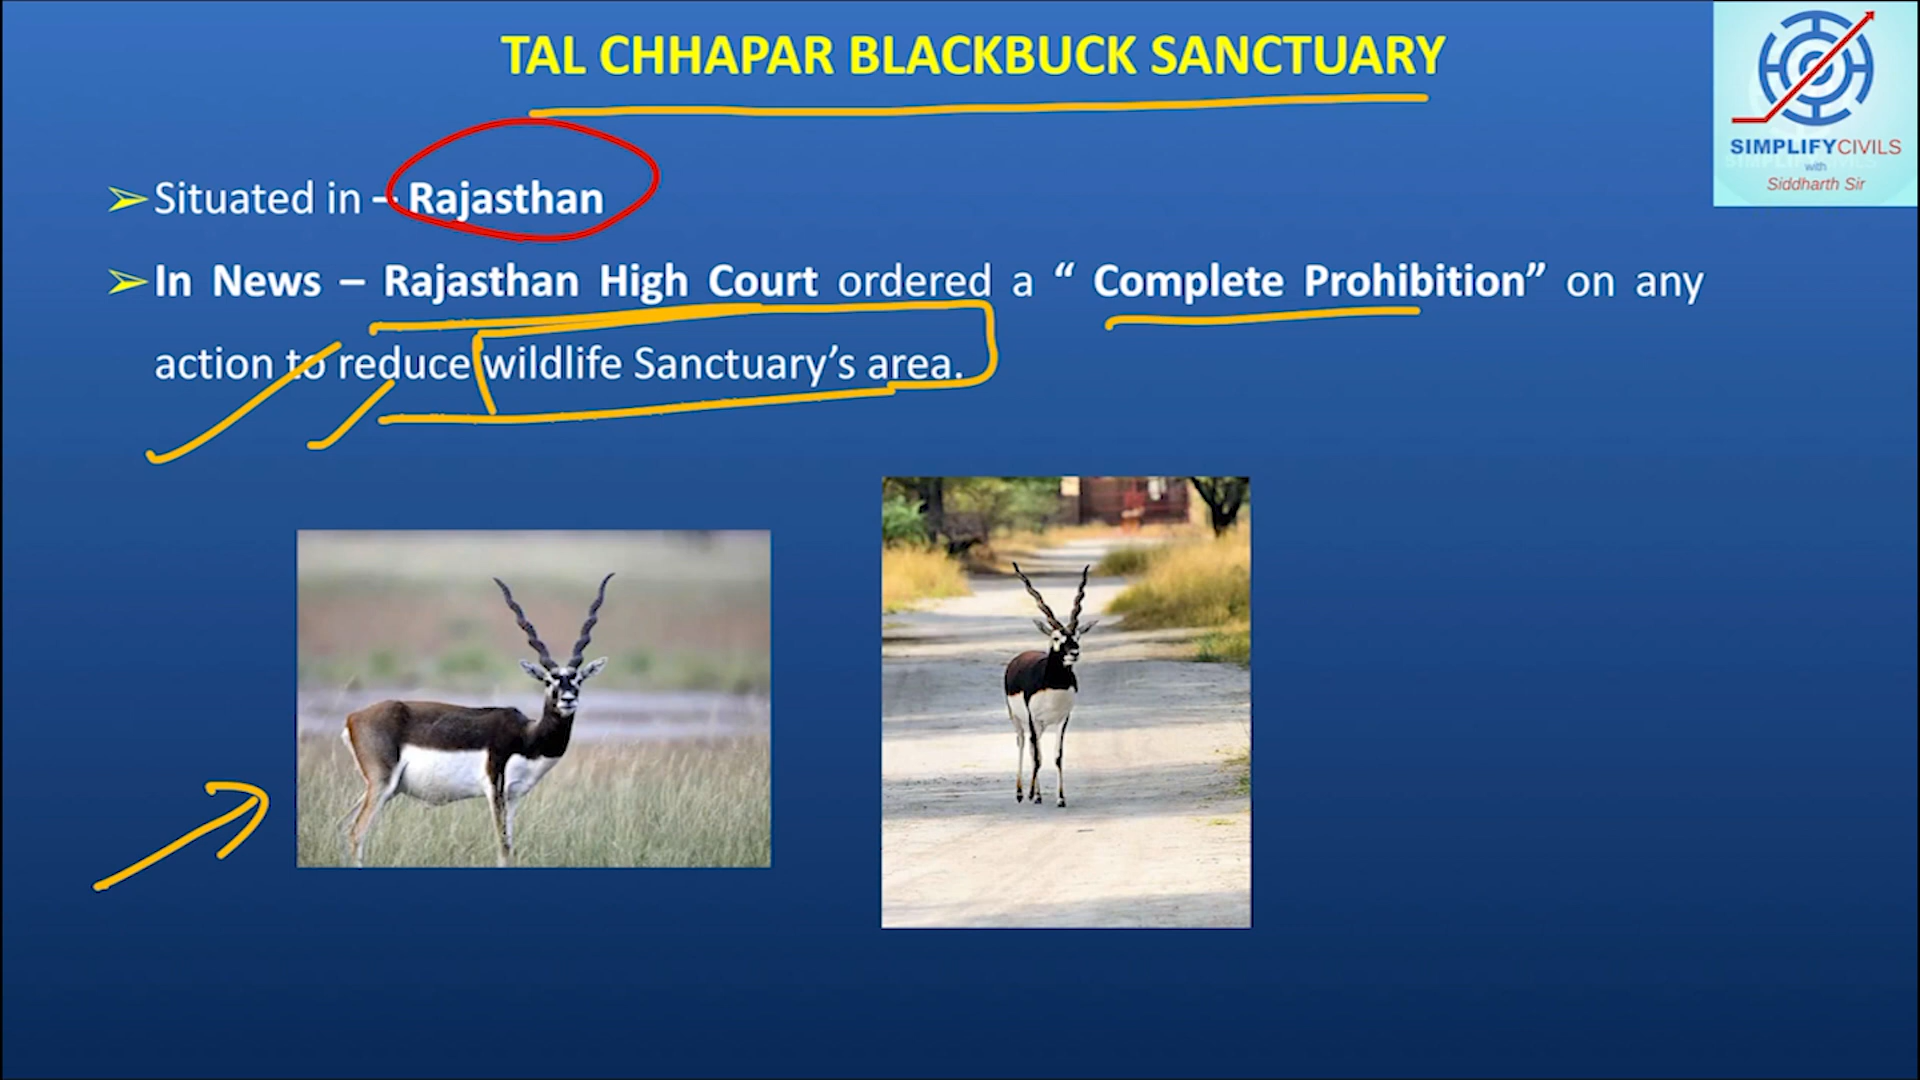 TAL CHHAPAR BLACKBUCK SANCTUARY
SIMPLIFYCIVILS
with
Siddharth Sir
➢Situated in – Rajasthan
➢In News – Rajasthan High Court ordered a “ Complete Prohibition” on any
action to reduce wildlife Sanctuary’s area.